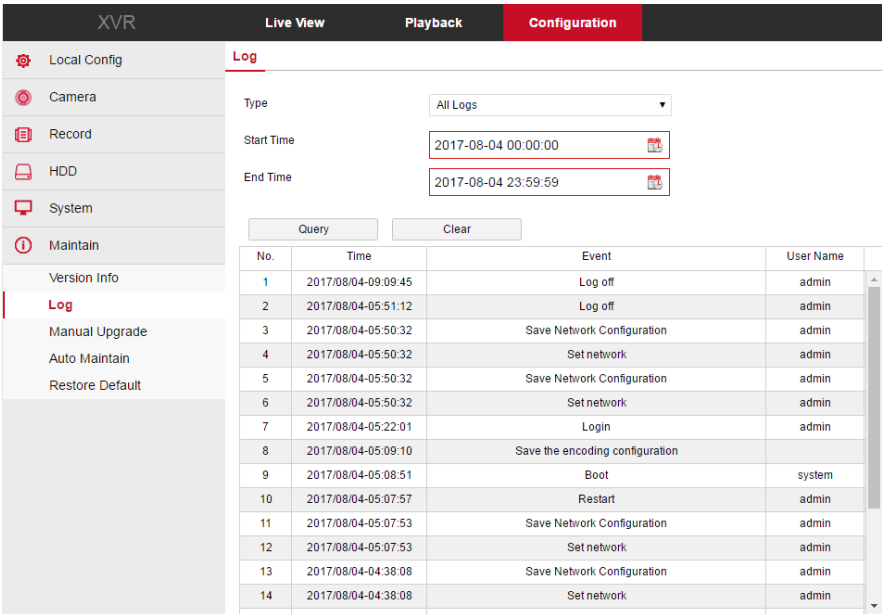 XVR Live View Playback Configuration
Local Config
Camera
Record
HDD
System
Maintain
Version Info
Log
Manual Upgrade
Auto Maintain
Restore Default
Log
Type All Logs
Start Time 2017-08-04 00:00:00
End Time 2017-08-04 23:59:59
Query Clear
No. Time Event User Name
1 2017/08/04-09:09:45 Log off admin
2 2017/08/04-05:51:12 Log off admin
3 2017/08/04-05:50:32 Save Network Configuration admin
4 2017/08/04-05:50:32 Set network admin
5 2017/08/04-05:50:32 Save Network Configuration admin
6 2017/08/04-05:50:32 Set network admin
7 2017/08/04-05:22:01 Login admin
8 2017/08/04-05:09:10 Save the encoding configuration
9 2017/08/04-05:08:51 Boot system
10 2017/08/04-05:07:57 Restart admin
11 2017/08/04-05:07:53 Save Network Configuration admin
12 2017/08/04-05:07:53 Set network admin
13 2017/08/04-04:38:08 Save Network Configuration admin
14 2017/08/04-04:38:08 Set network admin